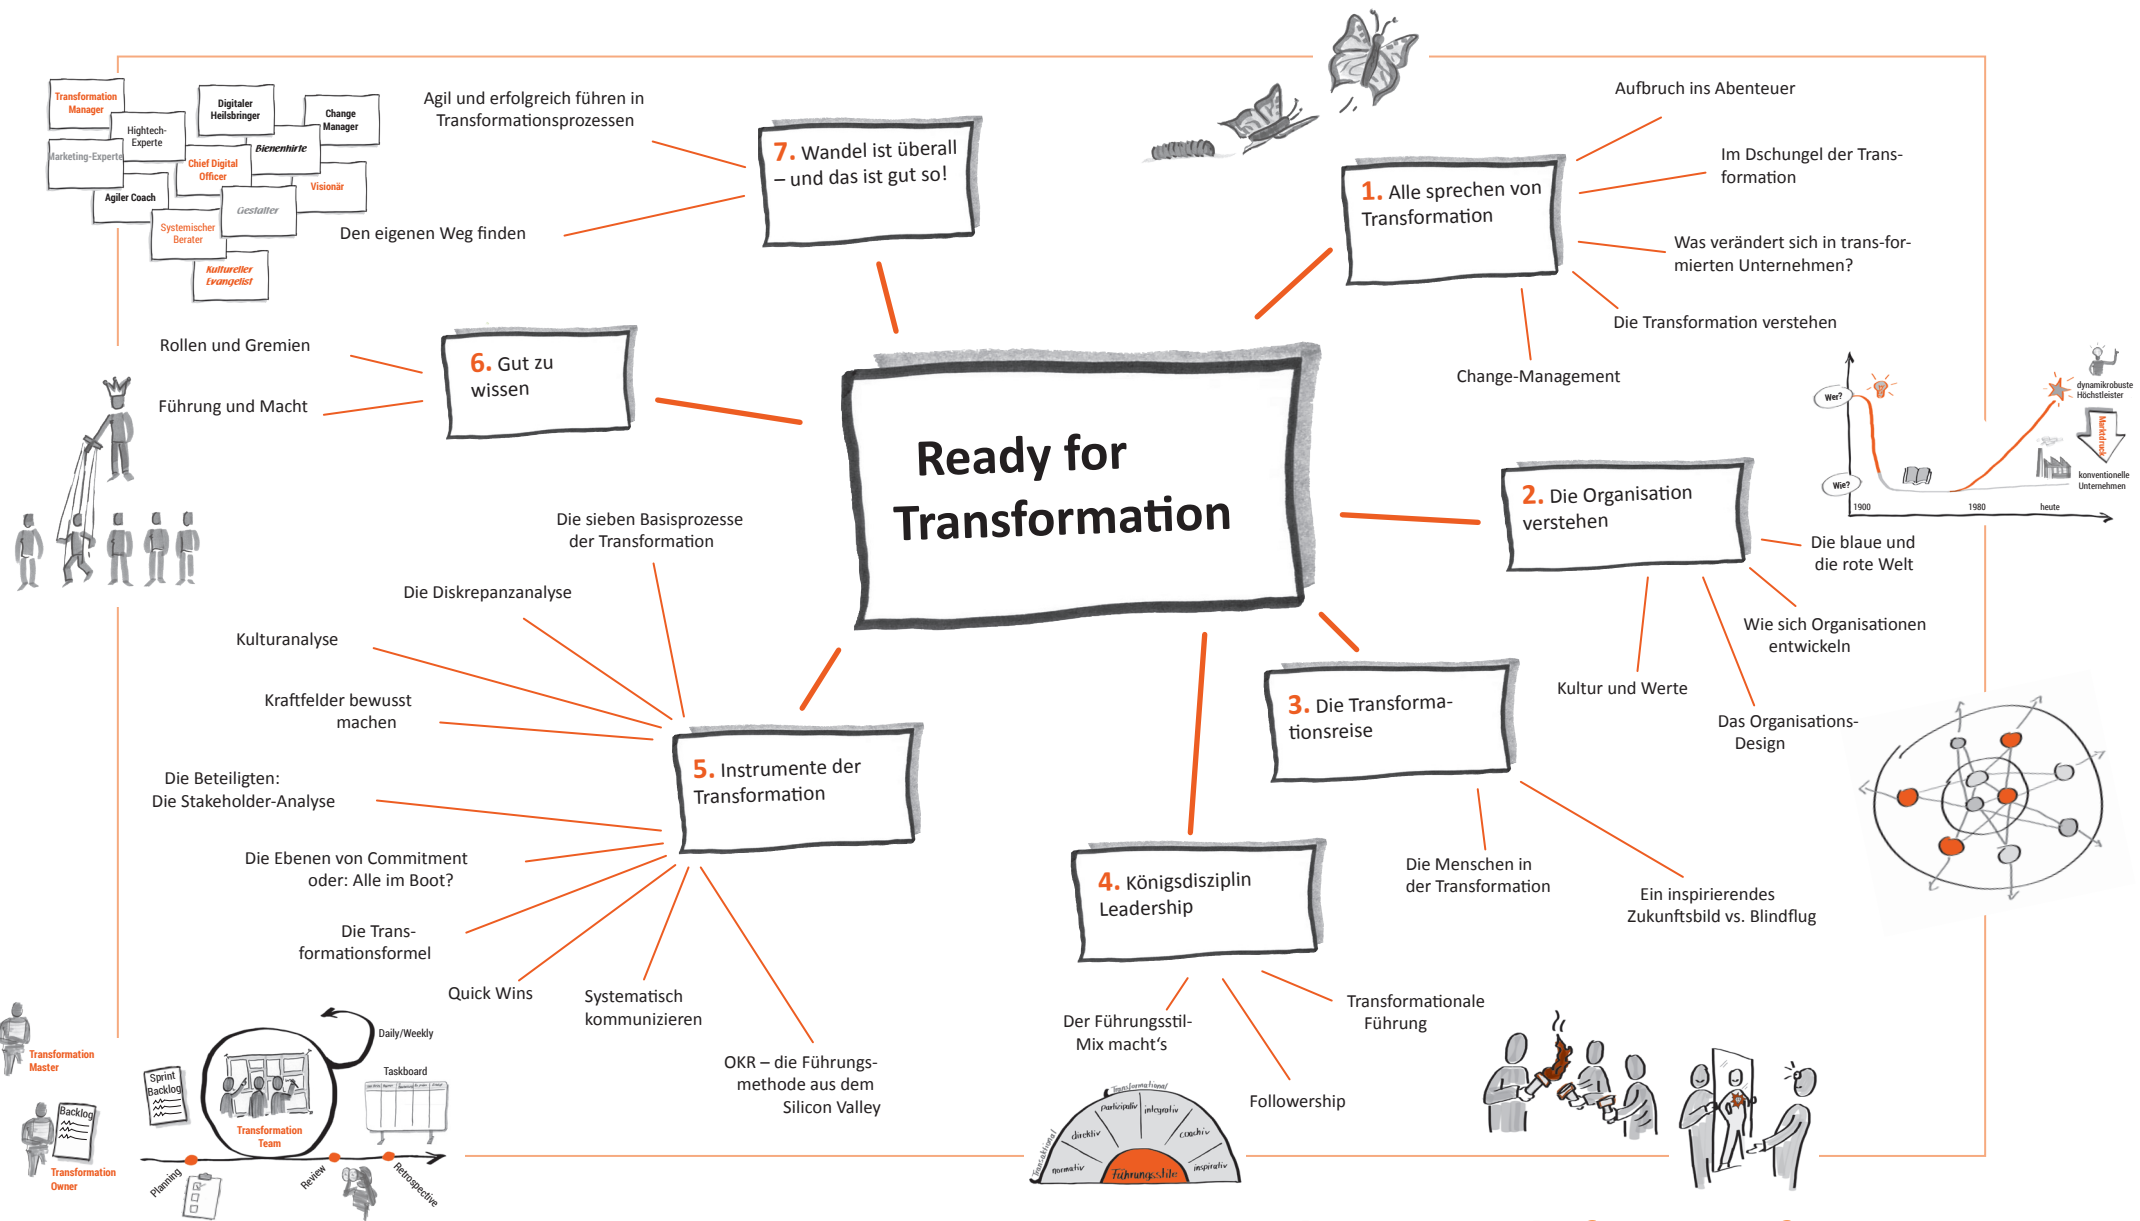 Ready for
Transformation
1. Alle sprechen von
Transformation
Aufbruch ins Abenteuer
Im Dschungel der Trans-
formation
Was verändert sich in trans-for-
mierten Unternehmen?
Die Transformation verstehen
Change-Management
2. Die Organisation
verstehen
Die blaue und
die rote Welt
Wie sich Organisationen
entwickeln
Das Organisations-
Design
Kultur und Werte
Wer?
Wie?
1900
1980
heute
dynamikrobuste
Höchstleister
Marktdruck
konventionelle
Unternehmen
3. Die Transforma-
tionsreise
Die Menschen in
der Transformation
Ein inspirierendes
Zukunftsbild vs. Blindflug
4. Königsdisziplin
Leadership
Der Führungsstil-
Mix macht's
Followership
Transformationale
Führung
Transaktional
Transformational
normativ
direktiv
partizipativ
integrativ
coachiv
inspirativ
Führungsstile
5. Instrumente der
Transformation
Die sieben Basisprozesse
der Transformation
Die Diskrepanzanalyse
Kulturanalyse
Kraftfelder bewusst
machen
Die Beteiligten:
Die Stakeholder-Analyse
Die Ebenen von Commitment
oder: Alle im Boot?
Die Trans-
formationsformel
Quick Wins
Systematisch
kommunizieren
OKR – die Führungs-
methode aus dem
Silicon Valley
6. Gut zu
wissen
Rollen und Gremien
Führung und Macht
7. Wandel ist überall
– und das ist gut so!
Agil und erfolgreich führen in
Transformationsprozessen
Den eigenen Weg finden
Transformation
Manager
Digitaler
Heilsbringer
Change
Manager
Hightech-
Experte
Bienenhirte
Marketing-Experte
Chief Digital
Officer
Visionär
Agiler Coach
Gestalter
Systemischer
Berater
Kultureller
Evangelist
Transformation
Master
Backlog
Transformation
Owner
Sprint
Backlog
Transformation
Team
Daily/Weekly
Taskboard
Planning
Review
Retrospective